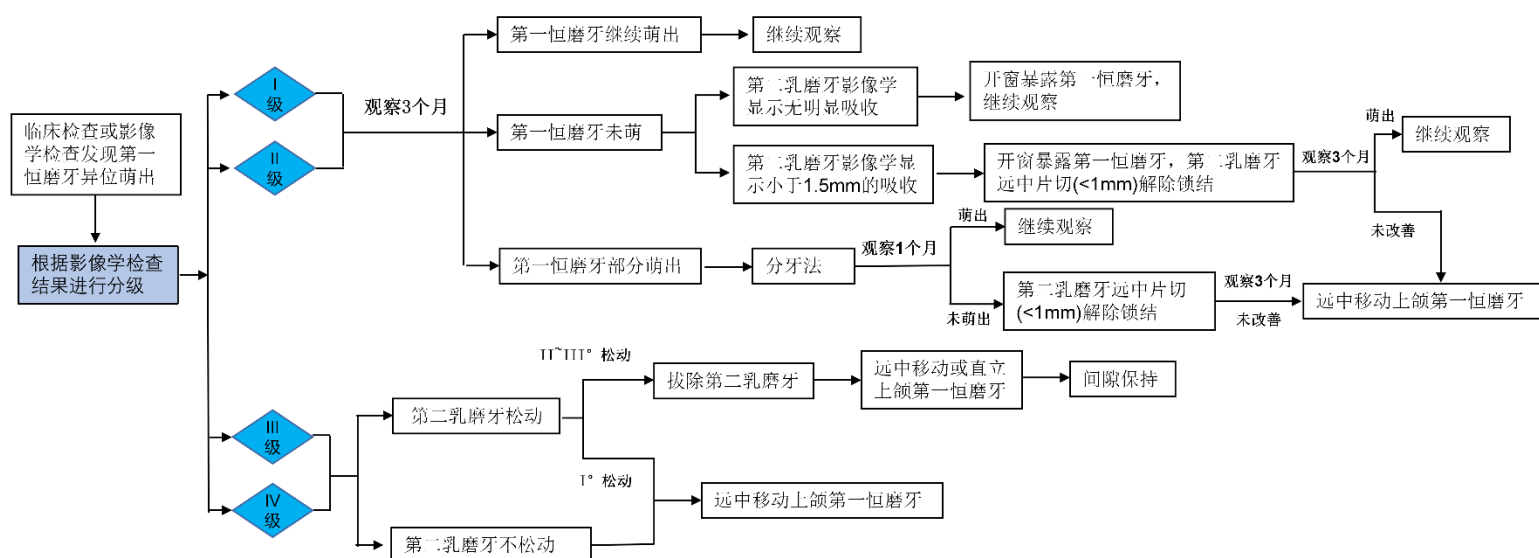 临床检查或影像
学检查发现第一
恒磨牙异位萌出
根据影像学检查
结果进行分级
I
级
II
级
观察3个月
第一恒磨牙继续萌出
继续观察
第一恒磨牙未萌
第二乳磨牙影像学
显示无明显吸收
开窗暴露第一恒磨牙，
继续观察
第二乳磨牙影像学显
示小于1.5mm的吸收
开窗暴露第一恒磨牙，第二乳磨牙
远中片切(<1mm)解除锁结
观察3个月
萌出
继续观察
未改善
第一恒磨牙部分萌出
分牙法
观察1个月
萌出
继续观察
未萌出
第二乳磨牙远中片切
(<1mm)解除锁结
观察3个月
未改善
远中移动上颌第一恒磨牙
III
级
IV
级
第二乳磨牙松动
II~III° 松动
拔除第二乳磨牙
远中移动或直立
上颌第一恒磨牙
间隙保持
I° 松动
远中移动上颌第一恒磨牙
第二乳磨牙不松动